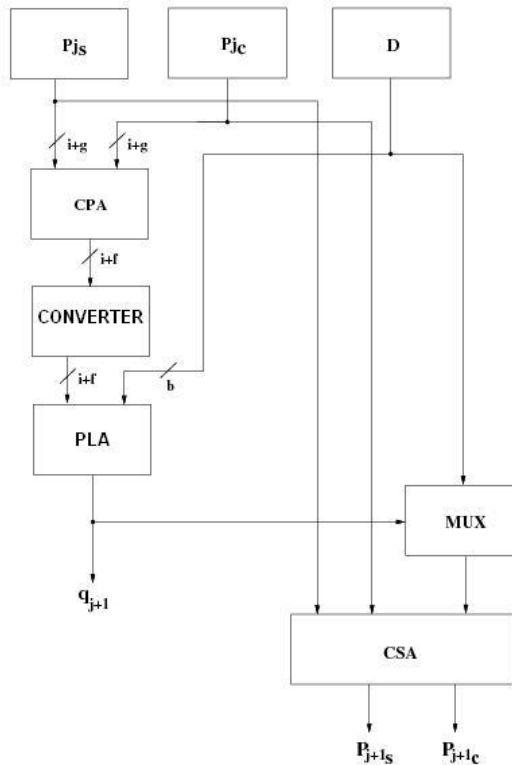 Pjs Pjc D
i+g i+g
CPA
i+f
CONVERTER
i+f b
PLA
MUX
qj+1
CSA
Pj+1s Pj+1c